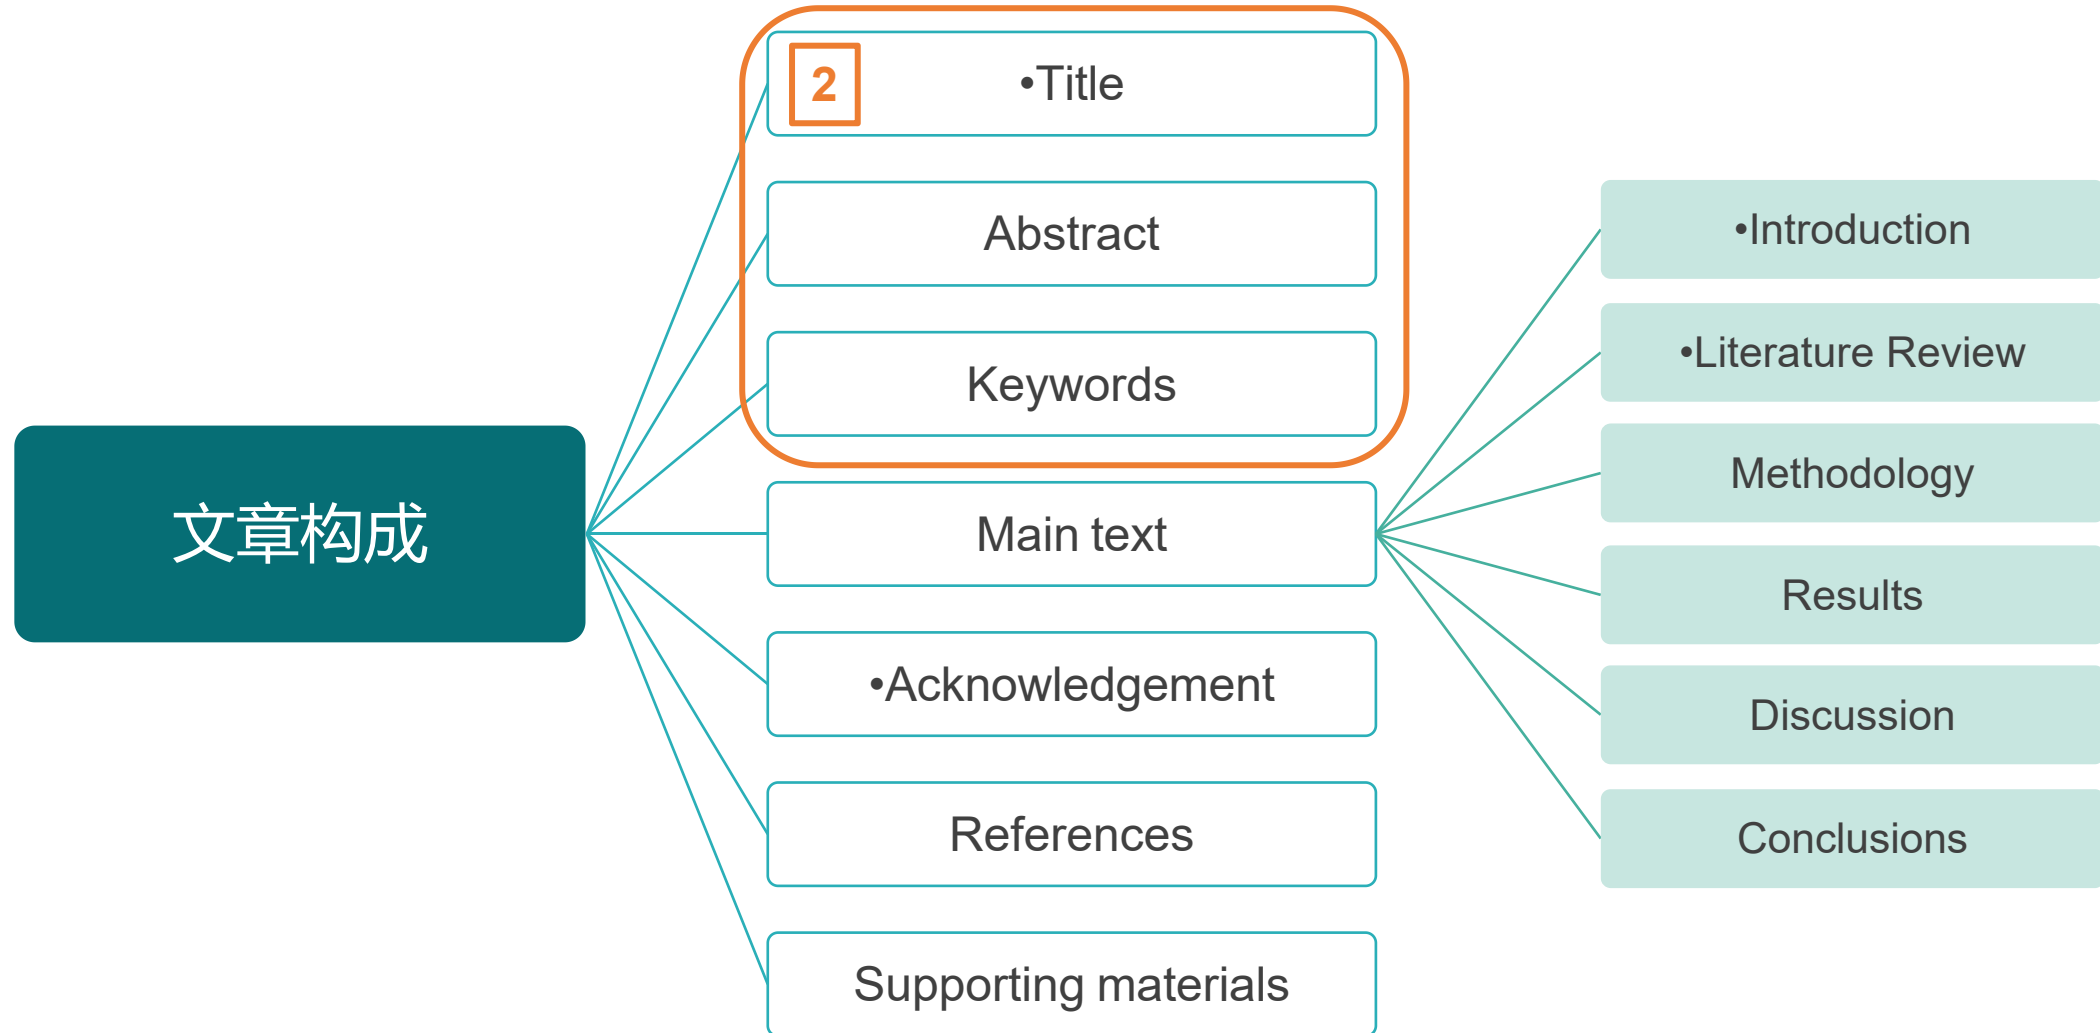 文章构成
2
•Title
Abstract
Keywords
Main text
•Acknowledgement
References
Supporting materials
•Introduction
•Literature Review
Methodology
Results
Discussion
Conclusions